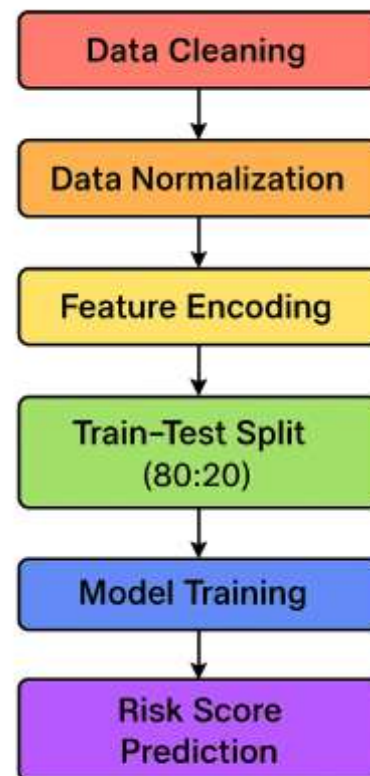 Data Cleaning
Data Normalization
Feature Encoding
Train–Test Split
(80:20)
Model Training
Risk Score
Prediction